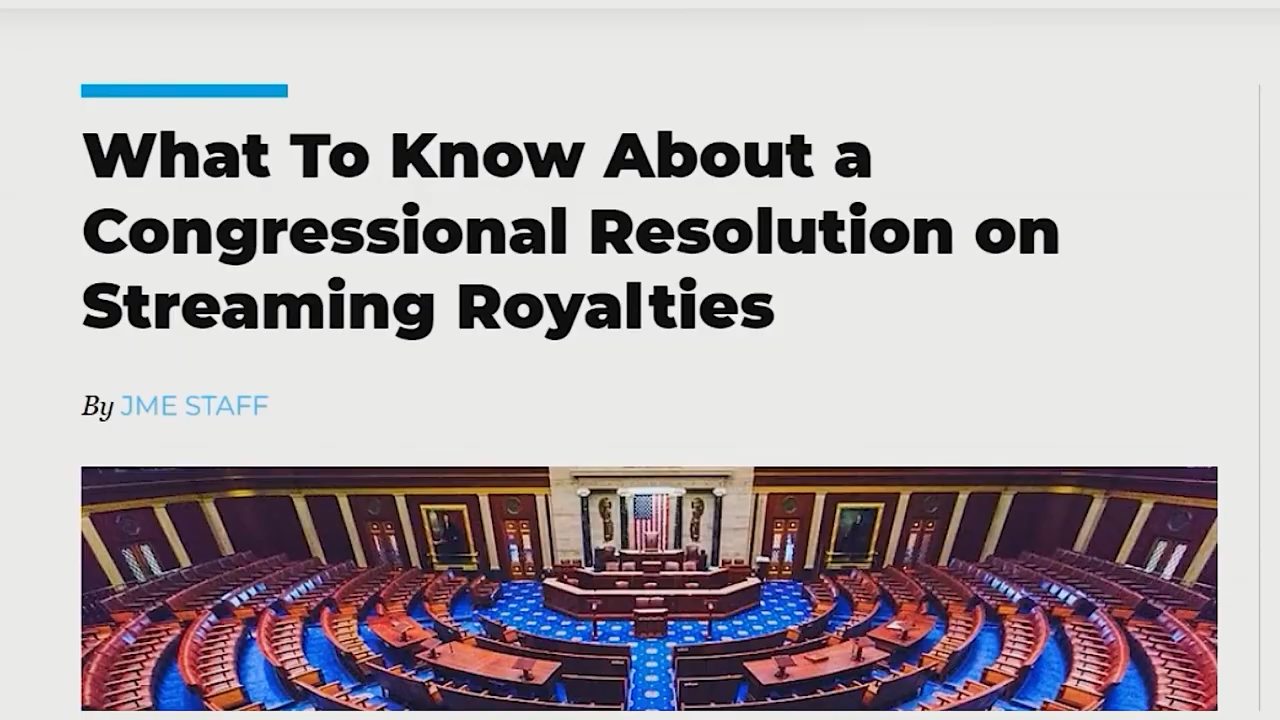 What To Know About a
Congressional Resolution on
Streaming Royalties
By JME STAFF